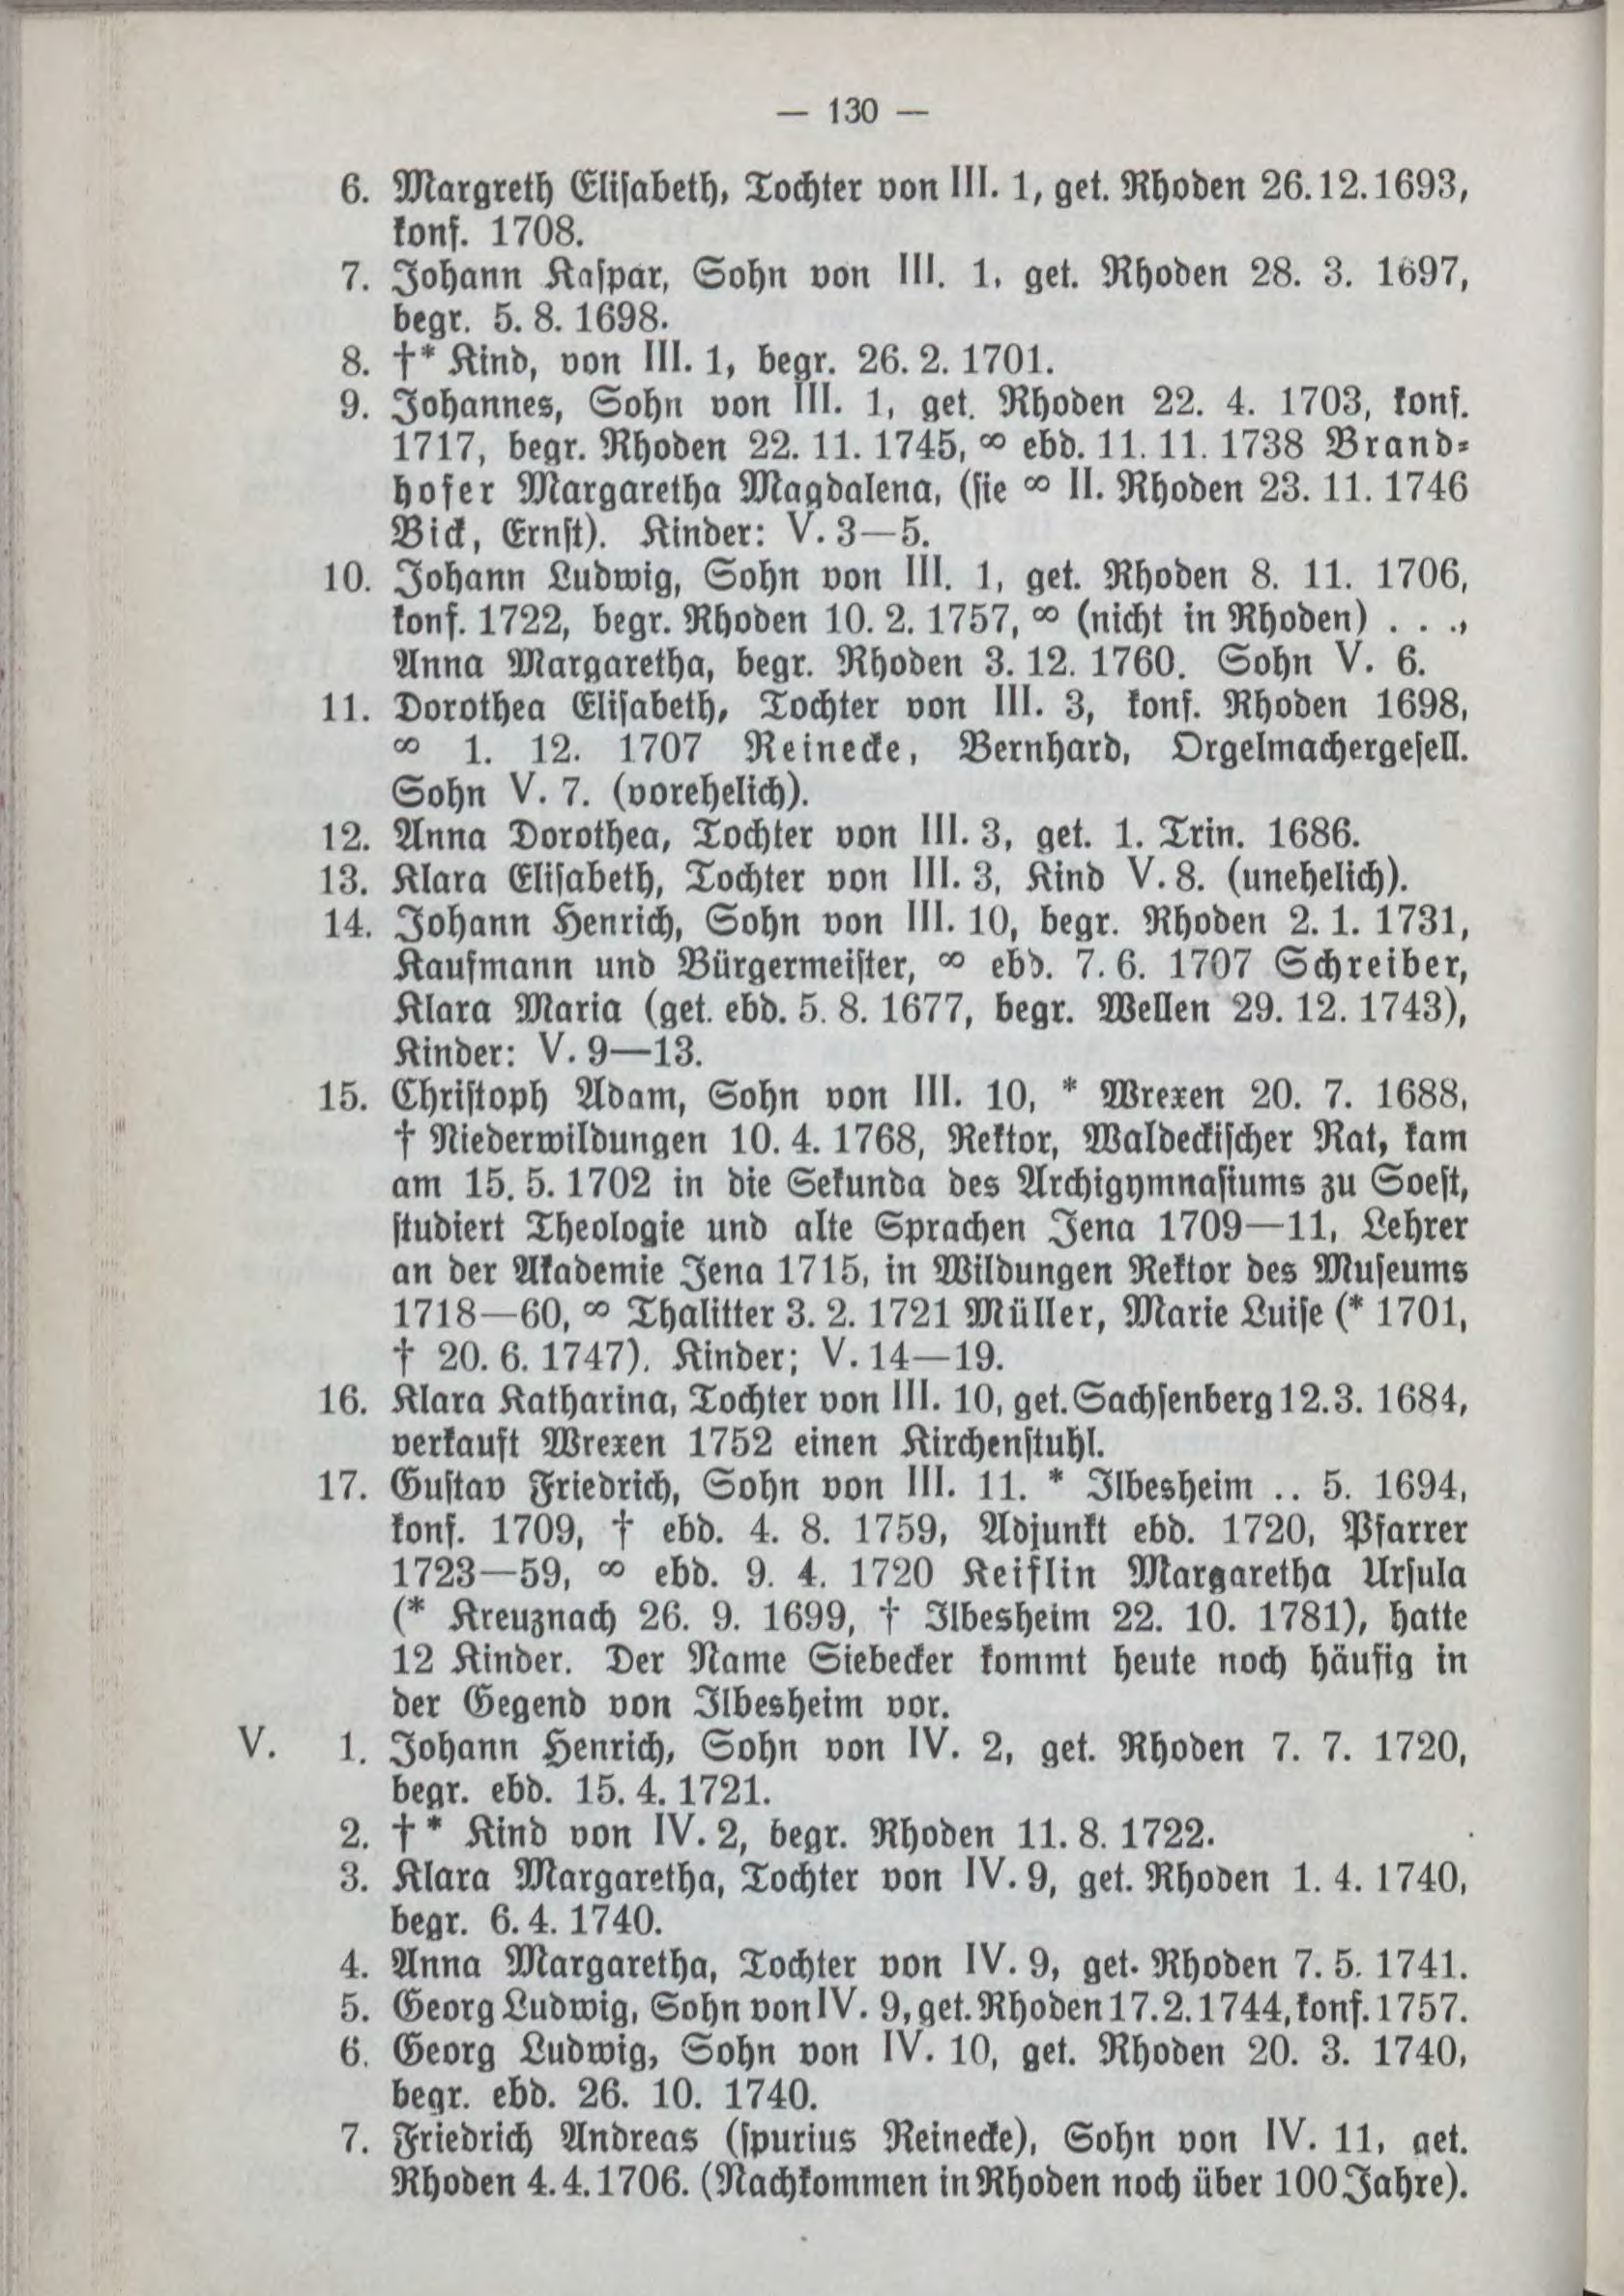 — 130 —
6. Margreth Elisabeth, Tochter von III. 1, get. Rhoden 26.12.1693,
konf. 1708.
7. Johann Kaspar, Sohn von III. 1, get. Rhoden 28. 3. 1697,
begr. 5. 8. 1698.
8. †* Kind, von III. 1, begr. 26. 2. 1701.
9. Johannes, Sohn von III. 1, get. Rhoden 22. 4. 1703, konf.
1717, begr. Rhoden 22. 11. 1745, ∞ ebd. 11. 11. 1738 Brand-
hofer Margaretha Magdalena, (sie ∞ II. Rhoden 23. 11. 1746
Bick, Ernst). Kinder: V. 3—5.
10. Johann Ludwig, Sohn von III. 1, get. Rhoden 8. 11. 1706,
konf. 1722, begr. Rhoden 10. 2. 1757, ∞ (nicht in Rhoden) . . .,
Anna Margaretha, begr. Rhoden 3. 12. 1760. Sohn V. 6.
11. Dorothea Elisabeth, Tochter von III. 3, konf. Rhoden 1698,
∞ 1. 12. 1707 Reinecke, Bernhard, Orgelmachergesell.
Sohn V. 7. (vorehelich).
12. Anna Dorothea, Tochter von III. 3, get. 1. Trin. 1686.
13. Klara Elisabeth, Tochter von III. 3, Kind V. 8. (unehelich).
14. Johann Henrich, Sohn von III. 10, begr. Rhoden 2. 1. 1731,
Kaufmann und Bürgermeister, ∞ ebd. 7. 6. 1707 Schreiber,
Klara Maria (get. ebd. 5. 8. 1677, begr. Wellen 29. 12. 1743),
Kinder: V. 9—13.
15. Christoph Adam, Sohn von III. 10, * Wrexen 20. 7. 1688,
† Niederwildungen 10. 4. 1768, Rektor, Waldeckischer Rat, kam
am 15. 5. 1702 in die Sekunda des Archigymnasiums zu Soest,
studiert Theologie und alte Sprachen Jena 1709—11, Lehrer
an der Akademie Jena 1715, in Wildungen Rektor des Museums
1718—60, ∞ Thalitter 3. 2. 1721 Müller, Marie Luise (* 1701,
† 20. 6. 1747). Kinder; V. 14—19.
16. Klara Katharina, Tochter von III. 10, get. Sachsenberg 12.3. 1684,
verkauft Wrexen 1752 einen Kirchenstuhl.
17. Gustav Friedrich, Sohn von III. 11. * Ilbesheim .. 5. 1694,
konf. 1709, † ebd. 4. 8. 1759, Adjunkt ebd. 1720, Pfarrer
1723—59, ∞ ebd. 9. 4. 1720 Keiflin Margaretha Ursula
(* Kreuznach 26. 9. 1699, † Ilbesheim 22. 10. 1781), hatte
12 Kinder. Der Name Siebecker kommt heute noch häufig in
der Gegend von Ilbesheim vor.
V. 1. Johann Henrich, Sohn von IV. 2, get. Rhoden 7. 7. 1720,
begr. ebd. 15. 4. 1721.
2. †* Kind von IV. 2, begr. Rhoden 11. 8. 1722.
3. Klara Margaretha, Tochter von IV. 9, get. Rhoden 1. 4. 1740,
begr. 6. 4. 1740.
4. Anna Margaretha, Tochter von IV. 9, get. Rhoden 7. 5. 1741.
5. Georg Ludwig, Sohn von IV. 9, get. Rhoden 17.2.1744, konf. 1757.
6. Georg Ludwig, Sohn von IV. 10, get. Rhoden 20. 3. 1740,
begr. ebd. 26. 10. 1740.
7. Friedrich Andreas (spurius Reinecke), Sohn von IV. 11, get.
Rhoden 4. 4. 1706. (Nachkommen in Rhoden noch über 100 Jahre).